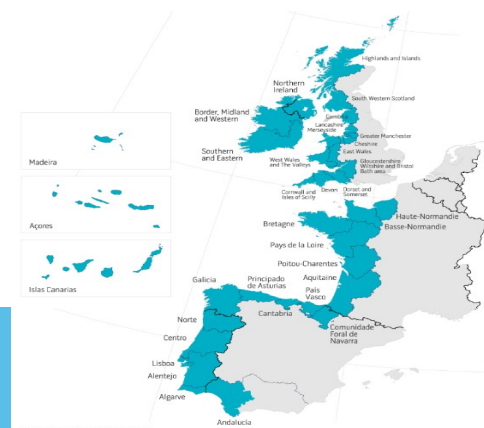 Highlands and Islands
Northern
Ireland
South Western Scotland
Border, Midland
and Western
Cumbria
Lancashire
Merseyside
Greater Manchester
Cheshire
East Wales
Southern
and Eastern
West Wales
and The Valleys
Gloucestershire
Wiltshire and Bristol
Bath area
Cornwall and
Isles of Scilly
Devon
Dorset and
Somerset
Madeira
Açores
Islas Canarias
Haute-Normandie
Basse-Normandie
Bretagne
Pays de la Loire
Poitou-Charentes
Aquitaine
Galicia
Principado
de Asturias
País
Vasco
Cantabria
Comunidade
Foral de
Navarra
Norte
Centro
Lisboa
Alentejo
Algarve
Andalucía